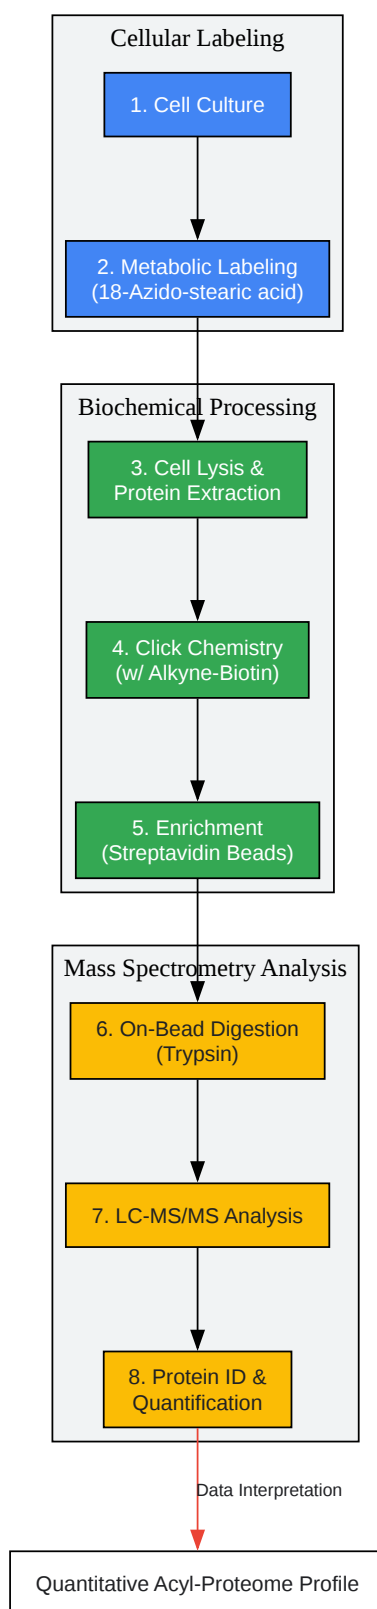 Cellular Labeling
1. Cell Culture
2. Metabolic Labeling
(18-Azido-stearic acid)
Biochemical Processing
3. Cell Lysis &
Protein Extraction
4. Click Chemistry
(w/ Alkyne-Biotin)
5. Enrichment
(Streptavidin Beads)
Mass Spectrometry Analysis
6. On-Bead Digestion
(Trypsin)
7. LC-MS/MS Analysis
8. Protein ID &
Quantification
Data Interpretation
Quantitative Acyl-Proteome Profile